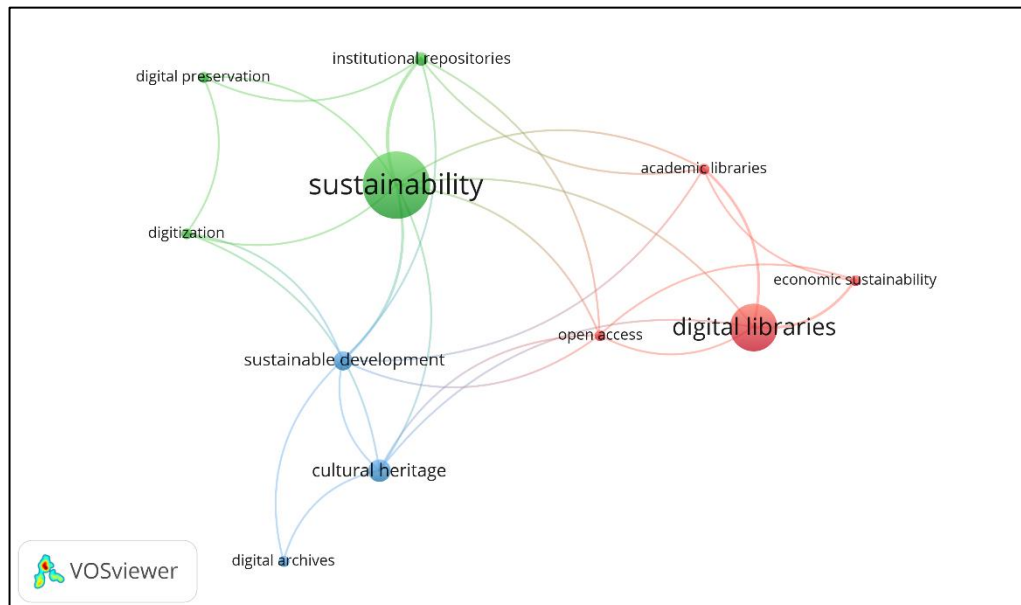 institutional repositories
digital preservation
academic libraries
sustainability
digitization
economic sustainability
digital libraries
open access
sustainable development
cultural heritage
digital archives
VOSviewer